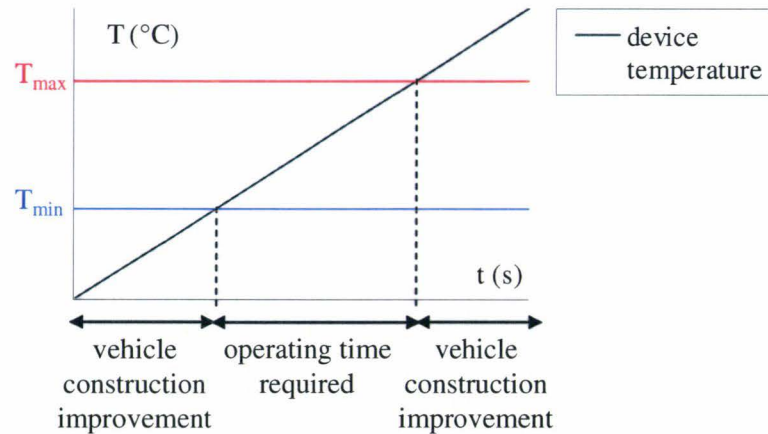 T (°C)
device
temperature
Tmax
Tmin
t (s)
vehicle
construction
improvement
operating time
required
vehicle
construction
improvement